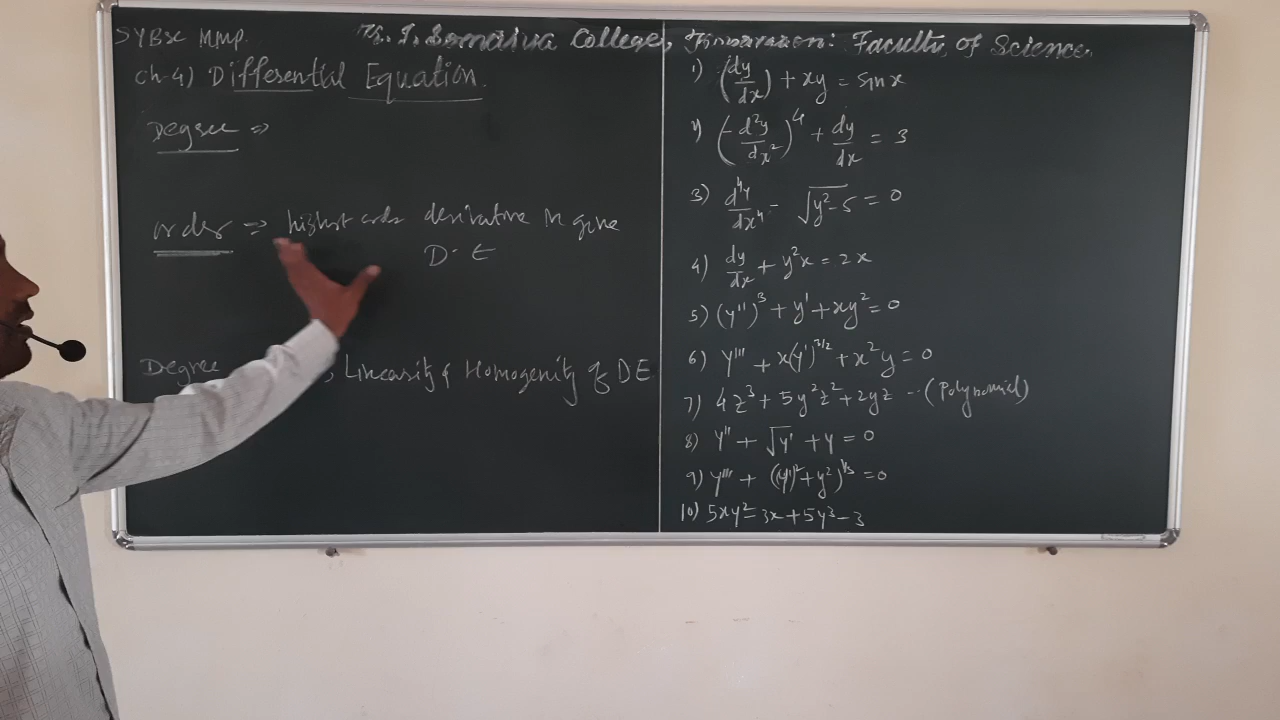 SYBSc MMP.
K. J. Somaiya College, : Faculty of Science.
Ch-4) Differential Equation.
Degree ⇒
order ⇒ highest order derivative in give
D.E
Degree , Linearity & Homogenity of DE
1) (dy/dx) + xy = sin x
2) (d²y/dx²)⁴ + dy/dx = 3
3) d⁴y/dx⁴ - √(y²-5) = 0
4) dy/dx + y²x = 2x
5) (y'')³ + y' + xy² = 0
6) y''' + x(y')^(3/2) + x²y = 0
7) 4z³ + 5y²z² + 2yz --(Polynomial)
8) y'' + √y' + y = 0
9) y''' + ((y')² + y²)^(1/3) = 0
10) 5xy² - 3x + 5y³ - 3